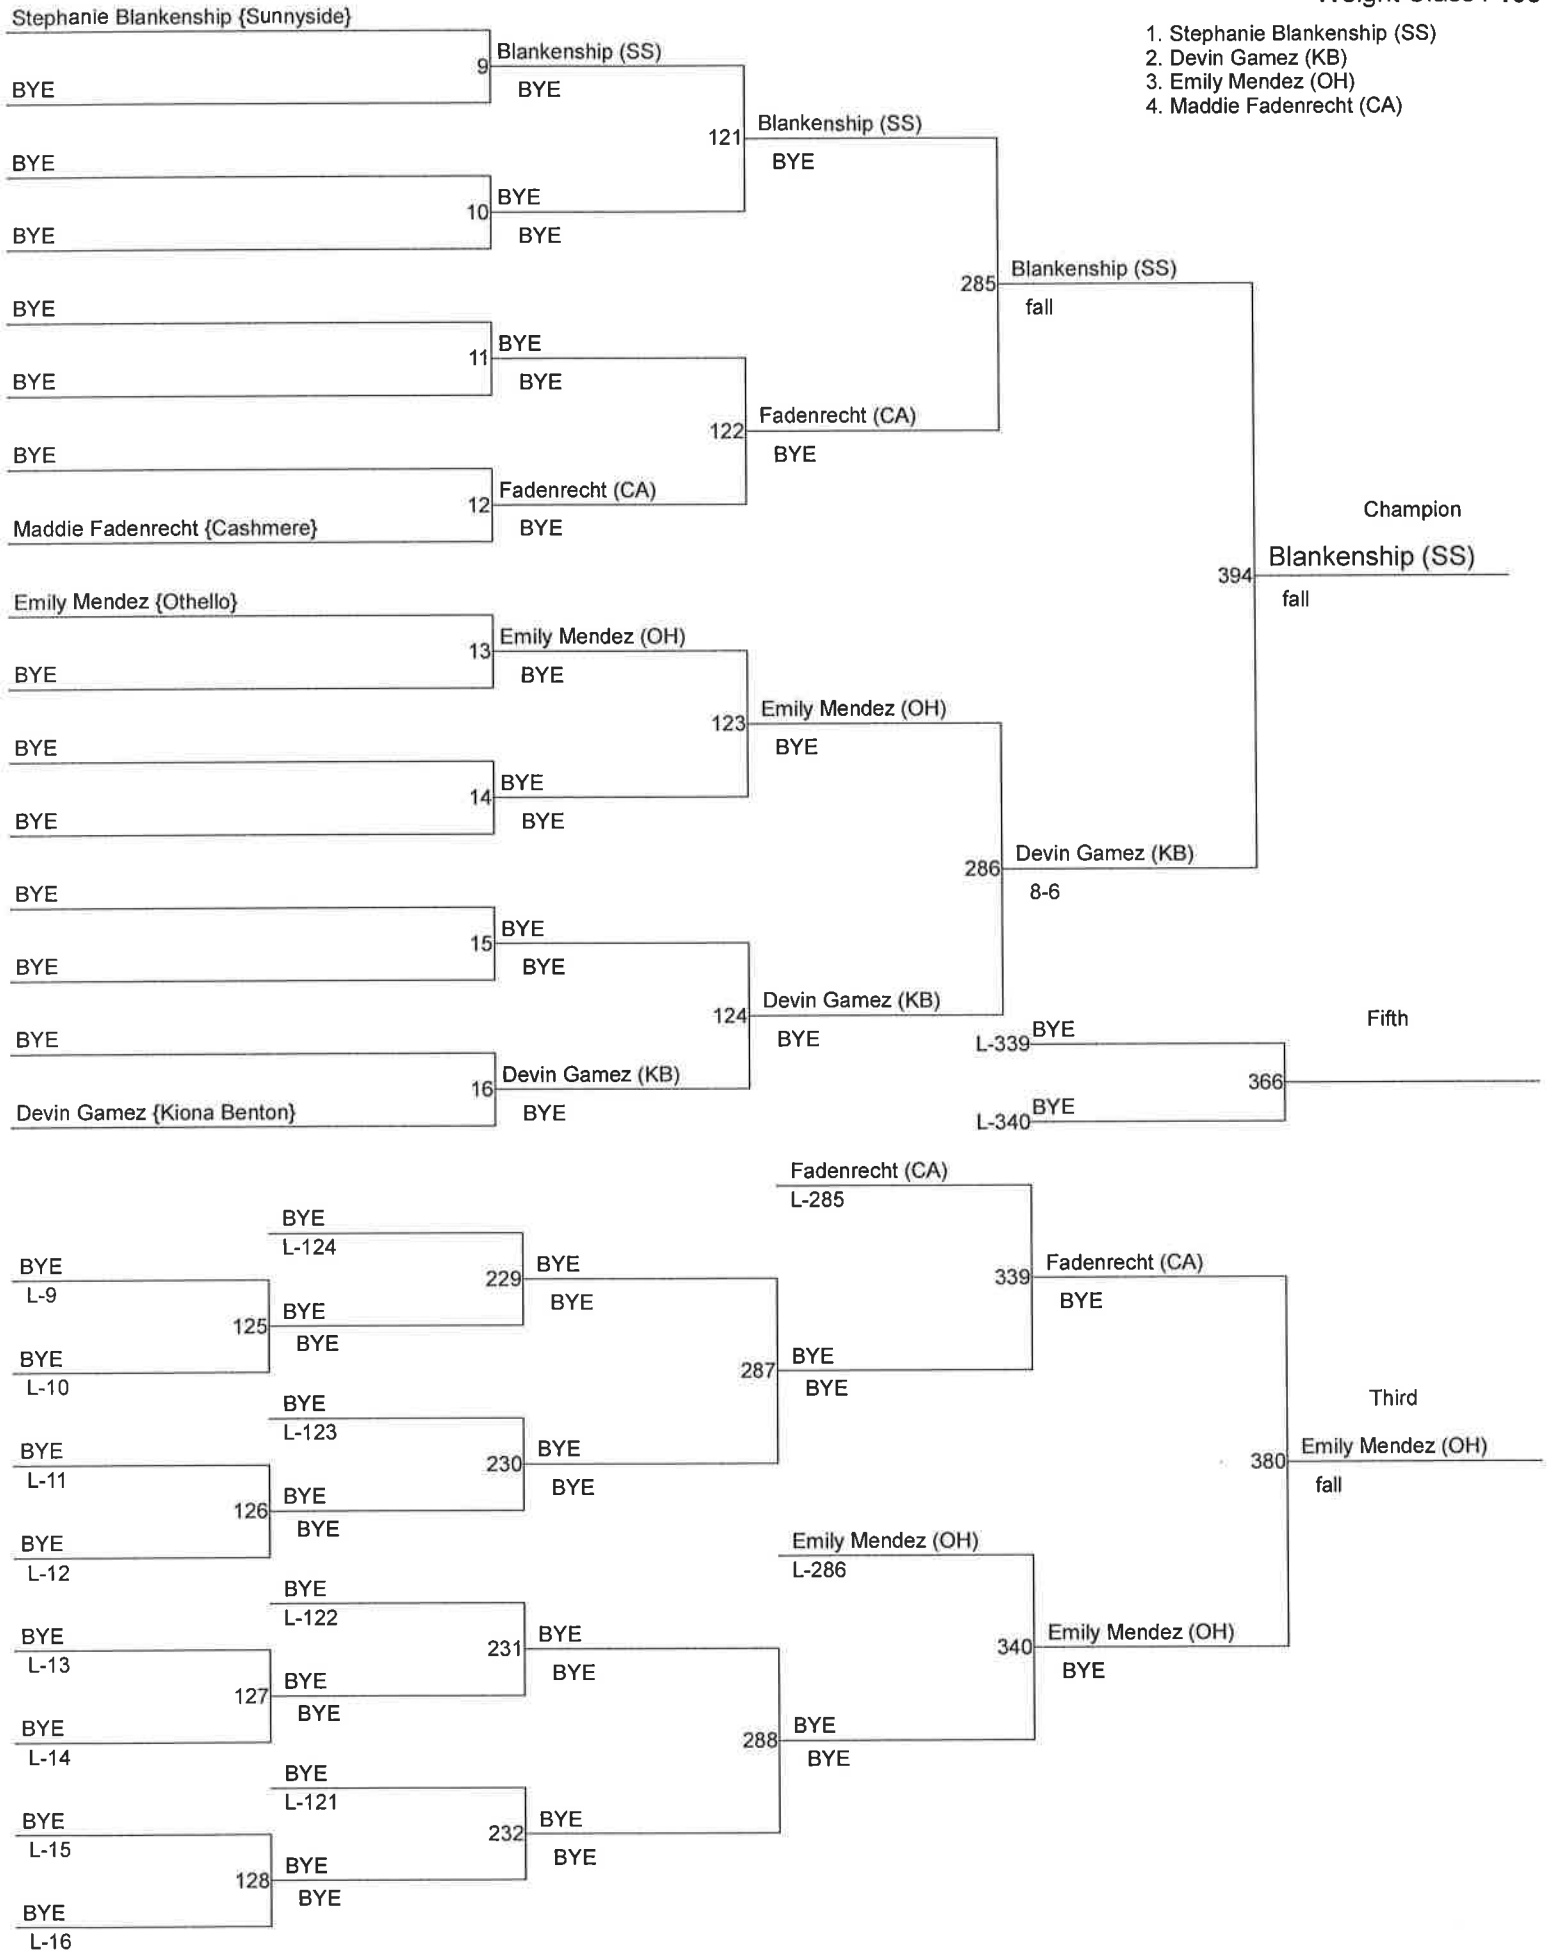 1. Stephanie Blankenship (SS)
2. Devin Gamez (KB)
3. Emily Mendez (OH)
4. Maddie Fadenrecht (CA)
Stephanie Blankenship {Sunnyside}
BYE
BYE
BYE
BYE
BYE
BYE
Maddie Fadenrecht {Cashmere}
Emily Mendez {Othello}
BYE
BYE
BYE
BYE
BYE
BYE
Devin Gamez {Kiona Benton}
9
Blankenship (SS)
BYE
10
BYE
BYE
11
BYE
BYE
12
Fadenrecht (CA)
BYE
13
Emily Mendez (OH)
BYE
14
BYE
BYE
15
BYE
BYE
16
Devin Gamez (KB)
BYE
121
Blankenship (SS)
BYE
122
Fadenrecht (CA)
BYE
123
Emily Mendez (OH)
BYE
124
Devin Gamez (KB)
BYE
285
Blankenship (SS)
fall
286
Devin Gamez (KB)
8-6
Champion
394
Blankenship (SS)
fall
Fifth
BYE
L-339
BYE
L-340
366
BYE
L-9
BYE
L-10
BYE
L-11
BYE
L-12
BYE
L-13
BYE
L-14
BYE
L-15
BYE
L-16
BYE
L-124
125
BYE
BYE
BYE
L-123
126
BYE
BYE
BYE
L-122
127
BYE
BYE
BYE
L-121
128
BYE
BYE
229
BYE
BYE
230
BYE
BYE
231
BYE
BYE
232
BYE
BYE
Fadenrecht (CA)
L-285
287
BYE
BYE
Emily Mendez (OH)
L-286
288
BYE
BYE
339
Fadenrecht (CA)
BYE
340
Emily Mendez (OH)
BYE
Third
380
Emily Mendez (OH)
fall